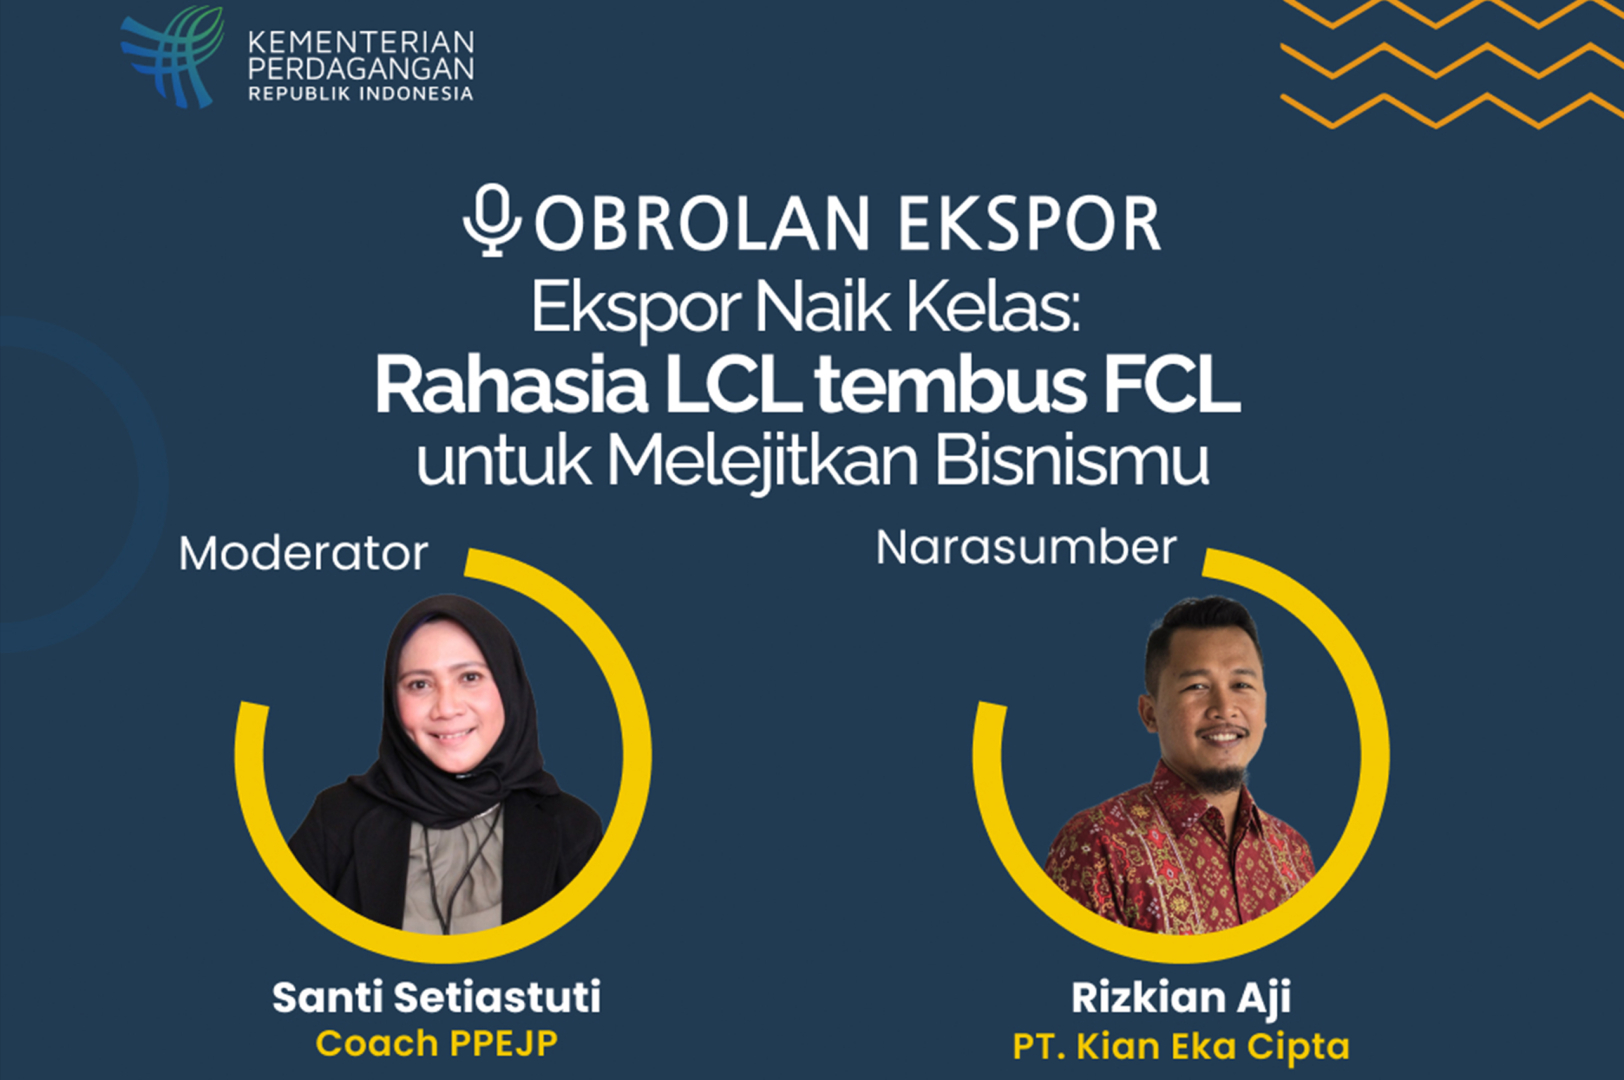 KEMENTERIAN
PERDAGANGAN
REPUBLIK INDONESIA
OBROLAN EKSPOR
Ekspor Naik Kelas:
Rahasia LCL tembus FCL
untuk Melejitkan Bisnismu
Moderator
Santi Setiastuti
Coach PPEJP
Narasumber
Rizkian Aji
PT. Kian Eka Cipta